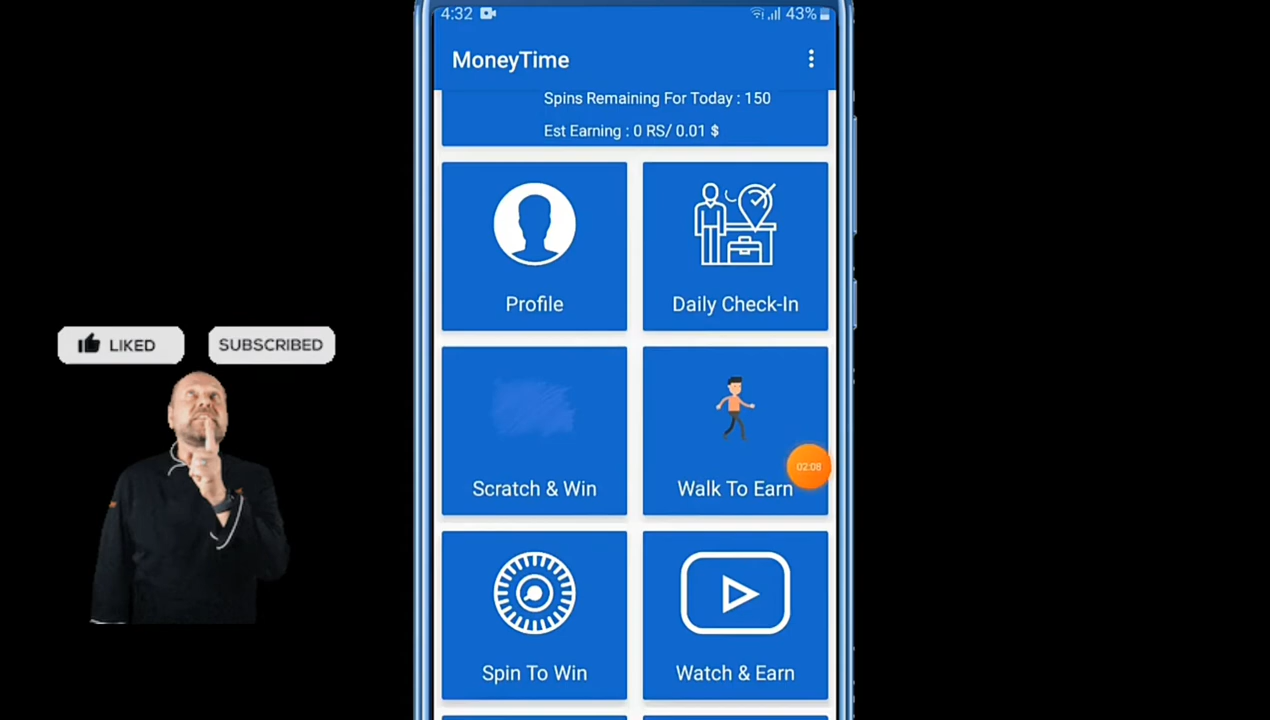 4:32
43%
MoneyTime
Spins Remaining For Today : 150
Est Earning : 0 RS/ 0.01 $
Profile
Daily Check-In
LIKED
SUBSCRIBED
Scratch & Win
Walk To Earn
02:08
Spin To Win
Watch & Earn